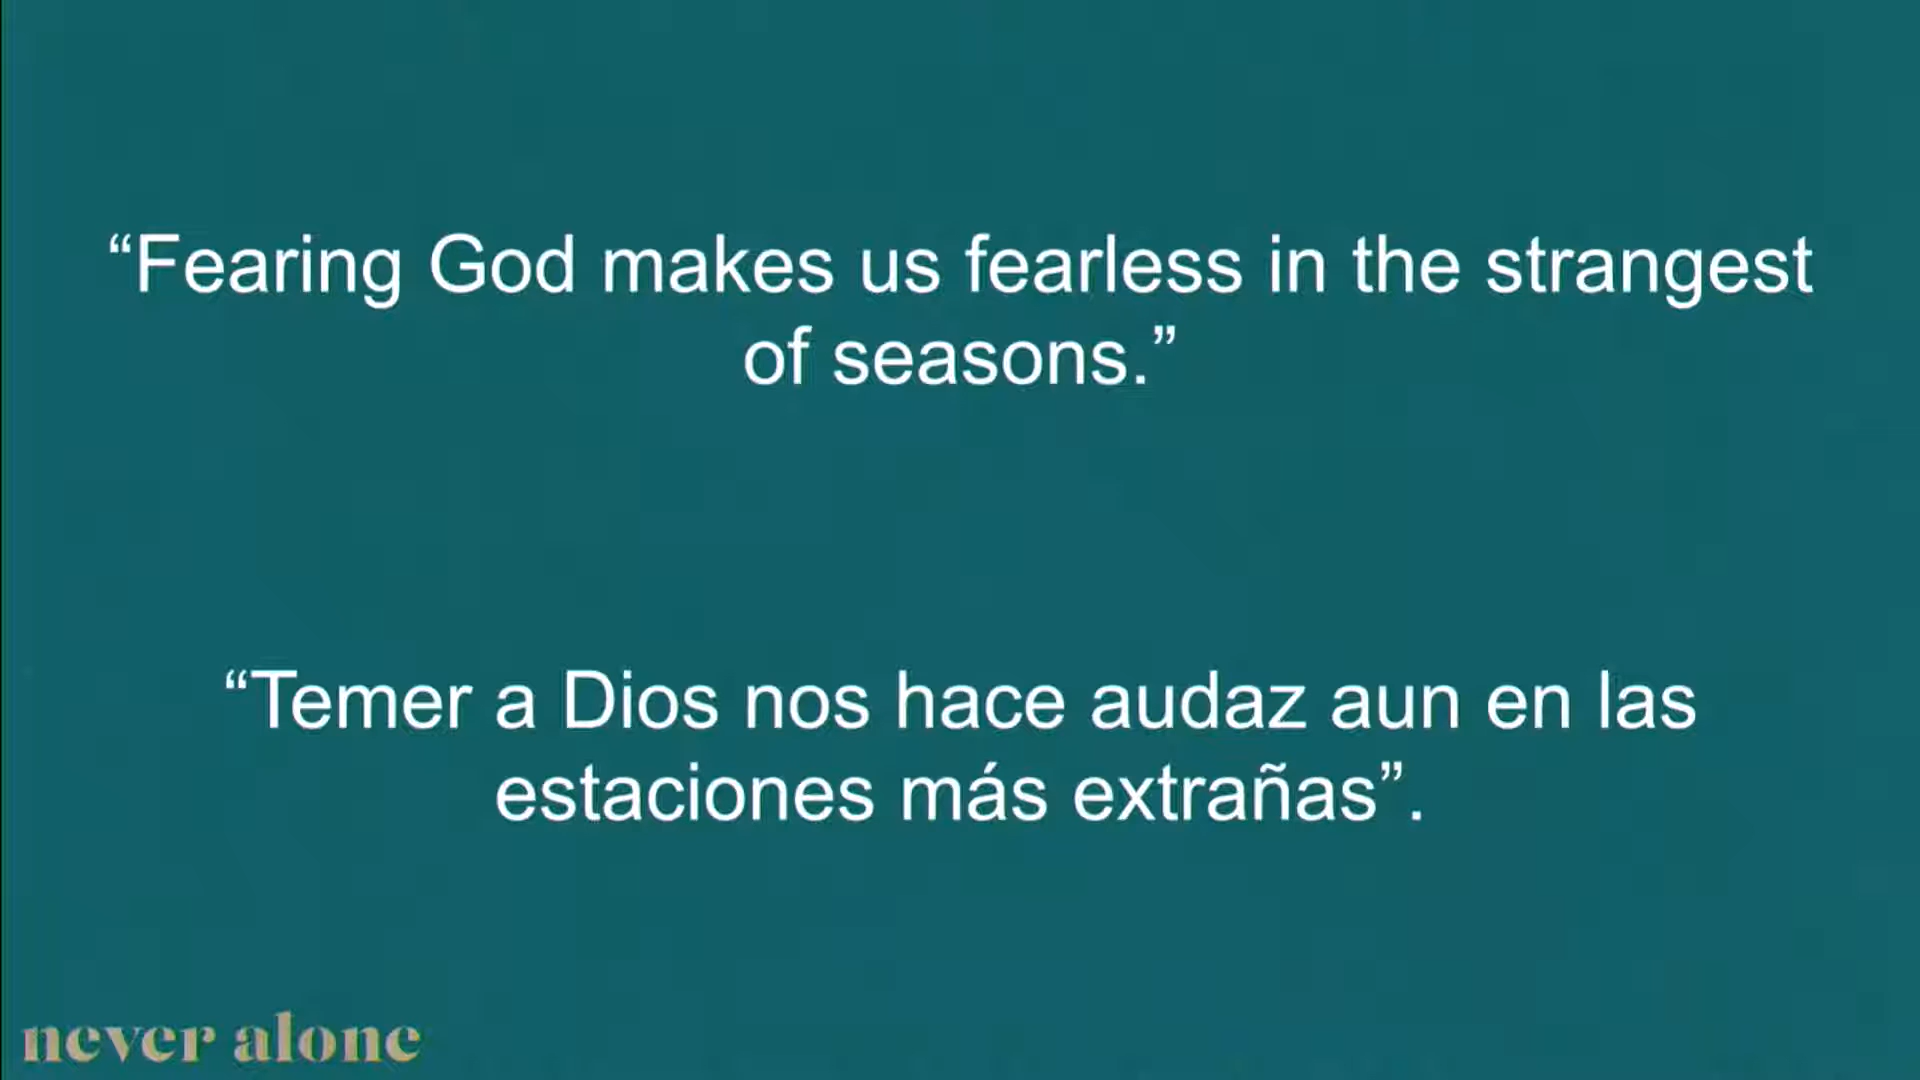 “Fearing God makes us fearless in the strangest
of seasons.”
“Temer a Dios nos hace audaz aun en las
estaciones más extrañas”.
never alone